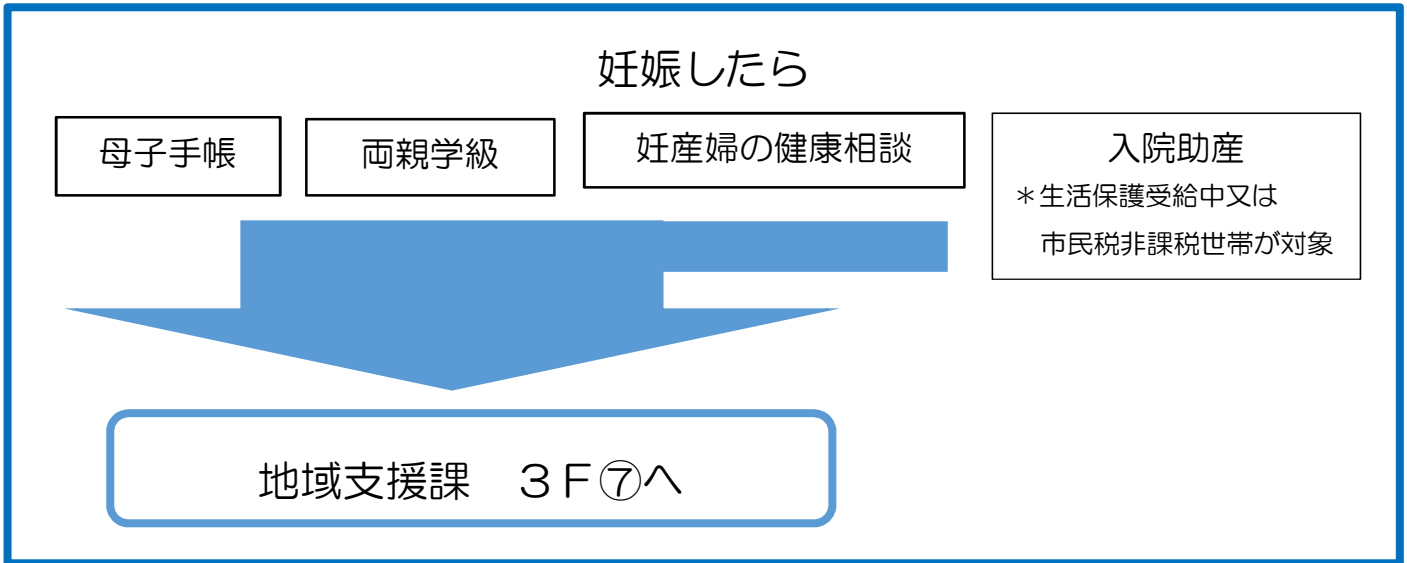 妊娠したら
母子手帳
両親学級
妊産婦の健康相談
入院助産
＊生活保護受給中又は
市民税非課税世帯が対象
地域支援課　３Ｆ⑦へ